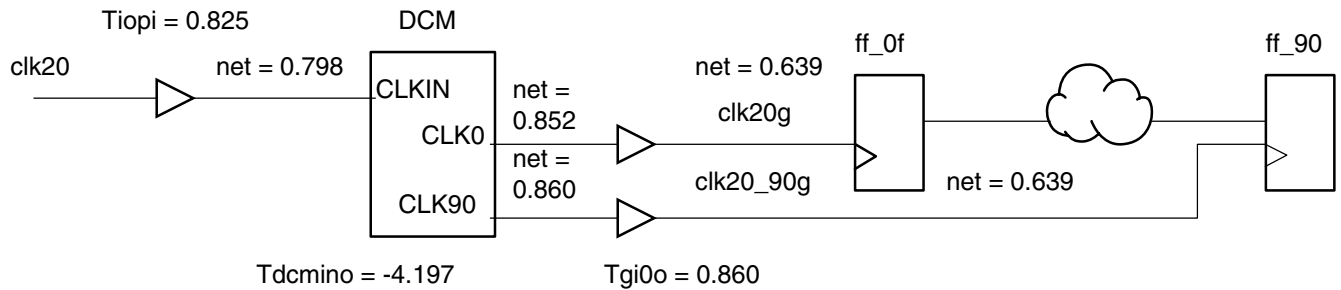 Tiopi = 0.825
DCM
clk20
net = 0.798
CLKIN
net =
0.852
CLK0
net =
0.860
CLK90
net = 0.639
clk20g
clk20_90g
ff_0f
net = 0.639
ff_90
Tdcmino = -4.197
Tgi0o = 0.860